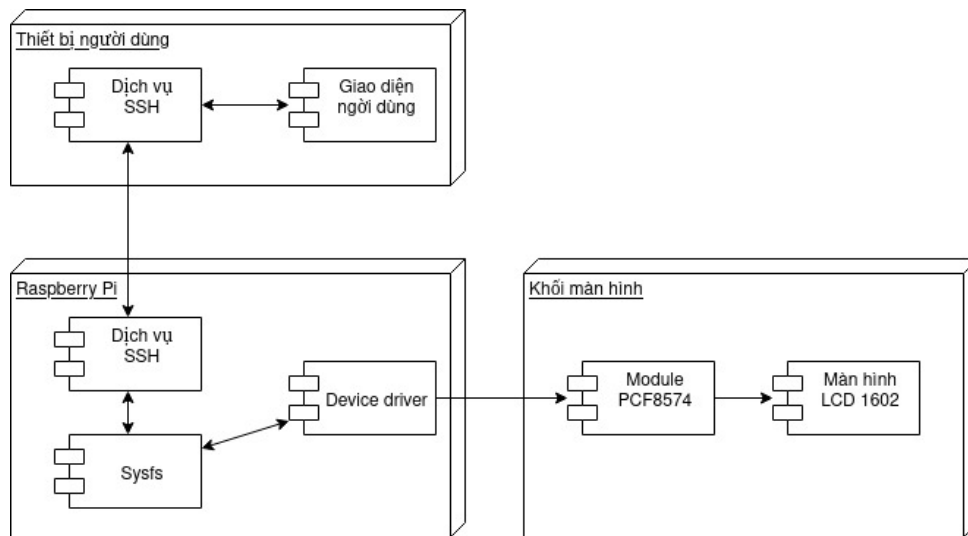 Thiết bị người dùng
Dịch vụ
SSH
Giao diện
ngời dùng
Raspberry Pi
Dịch vụ
SSH
Sysfs
Device driver
Khối màn hình
Module
PCF8574
Màn hình
LCD 1602